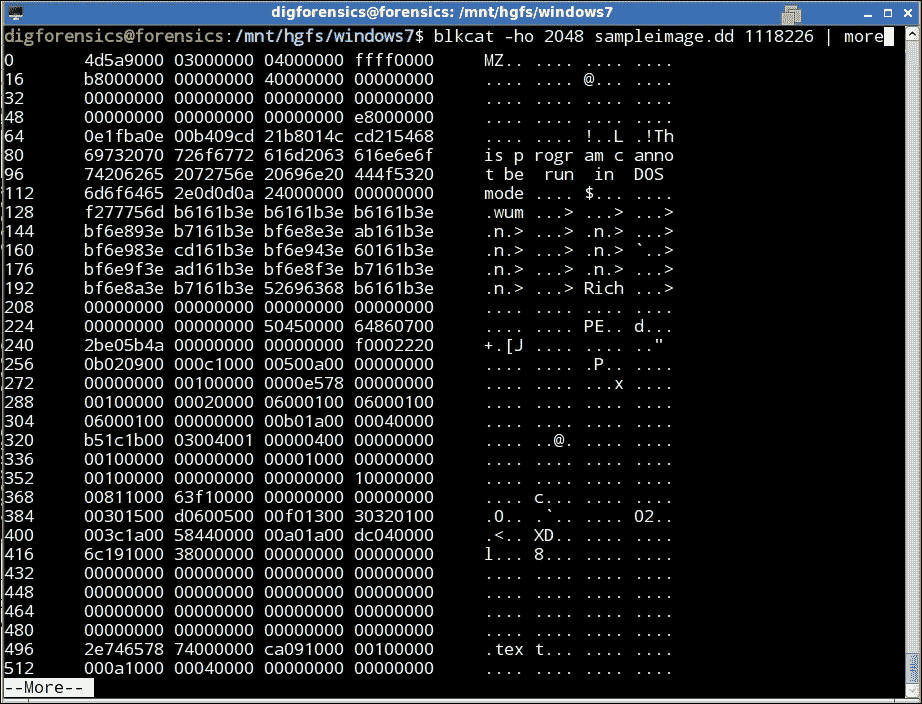 digforensics@forensics: /mnt/hgfs/windows7
digforensics@forensics:/mnt/hgfs/windows7$ blkcat -ho 2048 sampleimage.dd 1118226 | more
0 4d5a9000 03000000 04000000 ffff0000 MZ.. .... .... ....
16 b8000000 00000000 40000000 00000000 .... .... @... ....
32 00000000 00000000 00000000 00000000 .... .... .... ....
48 00000000 00000000 00000000 e8000000 .... .... .... ....
64 0e1fba0e 00b409cd 21b8014c cd215468 .... .... !..L .!Th
80 69732070 726f6772 616d2063 616e6e6f is p rogr am c anno
96 74206265 2072756e 20696e20 444f5320 t be  run  in  DOS 
112 6d6f6465 2e0d0d0a 24000000 00000000 mode .... $... ....
128 f277756d b6161b3e b6161b3e b6161b3e .wum ...> ...> ...>
144 bf6e893e b7161b3e bf6e8e3e ab161b3e .n.> ...> .n.> ...>
160 bf6e983e cd161b3e bf6e943e 60161b3e .n.> ...> .n.> `..>
176 bf6e9f3e ad161b3e bf6e8f3e b7161b3e .n.> ...> .n.> ...>
192 bf6e8a3e b7161b3e 52696368 b6161b3e .n.> ...> Rich ...>
208 00000000 00000000 00000000 00000000 .... .... .... ....
224 00000000 00000000 50450000 64860700 .... .... PE.. d...
240 2be05b4a 00000000 00000000 f0002220 +.[J .... .... .."
256 0b020900 000c1000 00500a00 00000000 .... .... .P.. ....
272 00000000 00100000 0000e578 00000000 .... .... ...x ....
288 00100000 00020000 06000100 06000100 .... .... .... ....
304 06000100 00000000 00b01a00 00040000 .... .... .... ....
320 b51c1b00 03004001 00000400 00000000 .... ..@. .... ....
336 00100000 00000000 00001000 00000000 .... .... .... ....
352 00100000 00000000 00000000 10000000 .... .... .... ....
368 00811000 63f10000 00000000 00000000 .... c... .... ....
384 00301500 d0600500 00f01300 30320100 .0.. .`.. .... 02..
400 003c1a00 58440000 00a01a00 dc040000 .<.. XD.. .... ....
416 6c191000 38000000 00000000 00000000 l... 8... .... ....
432 00000000 00000000 00000000 00000000 .... .... .... ....
448 00000000 00000000 00000000 00000000 .... .... .... ....
464 00000000 00000000 00000000 00000000 .... .... .... ....
480 00000000 00000000 00000000 00000000 .... .... .... ....
496 2e746578 74000000 ca091000 00100000 .tex t... .... ....
512 000a1000 00040000 00000000 00000000 .... .... .... ....
--More--